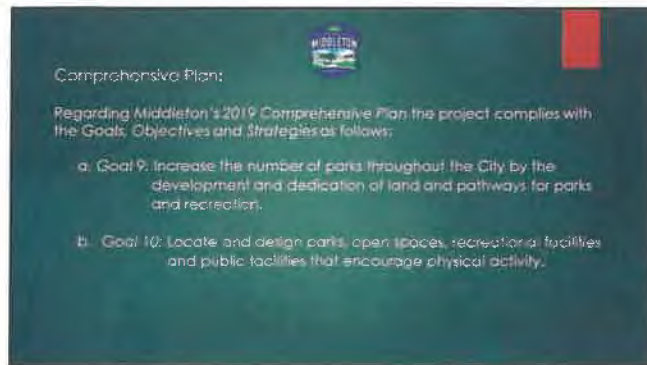 MIDDLETON
Comprehensive Plan:
Regarding Middleton's 2019 Comprehensive Plan the project complies with
the Goals, Objectives and Strategies as follows:
a. Goal 9: Increase the number of parks throughout the City by the
development and dedication of land and pathways for parks
and recreation.
b. Goal 10: Locate and design parks, open spaces, recreational facilities
and public facilities that encourage physical activity.